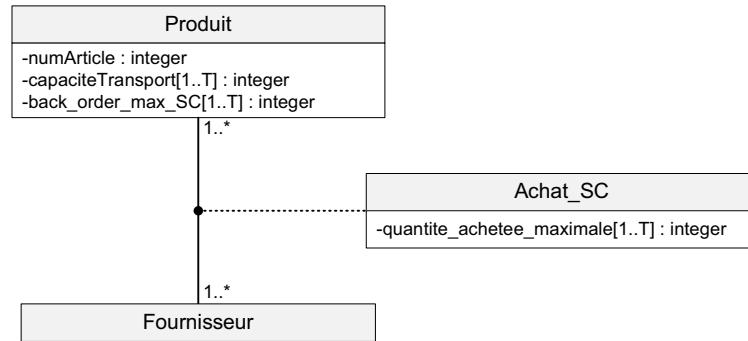 Produit
-numArticle : integer
-capaciteTransport[1..T] : integer
-back_order_max_SC[1..T] : integer
1..*
Achat_SC
-quantite_achetee_maximale[1..T] : integer
1..*
Fournisseur